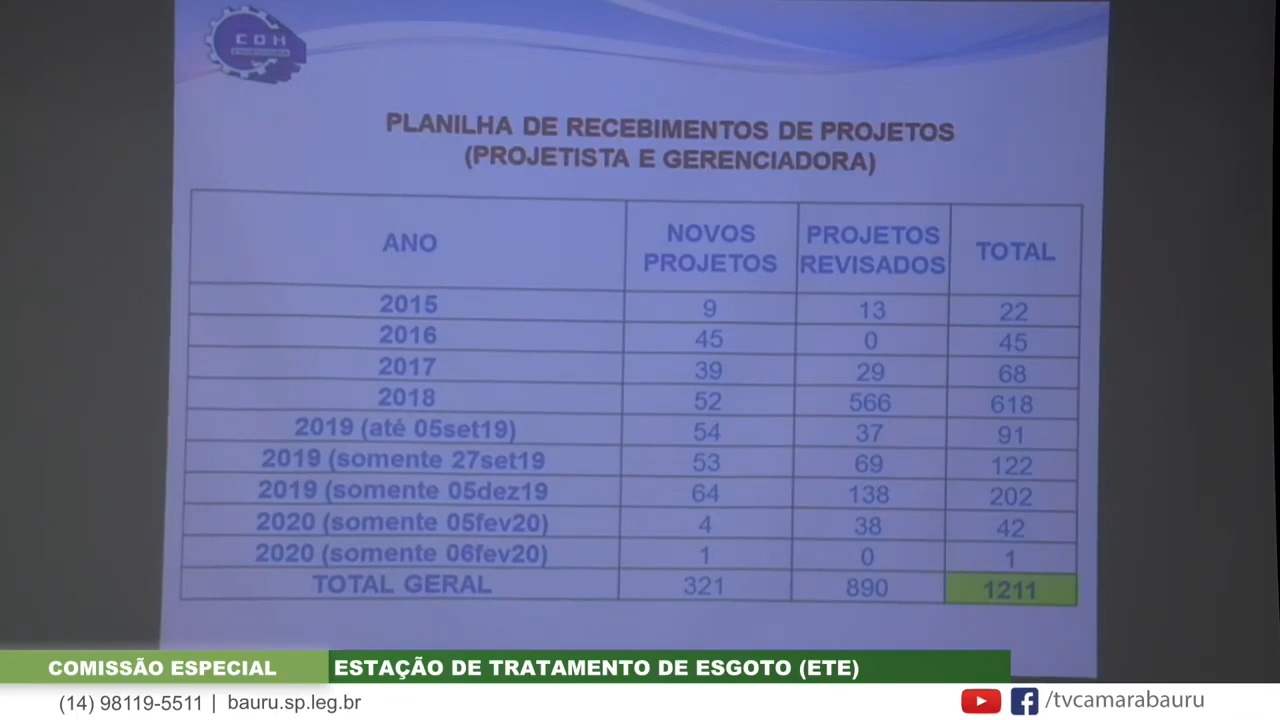 COM
PLANILHA DE RECEBIMENTOS DE PROJETOS
(PROJETISTA E GERENCIADORA)
ANO NOVOS PROJETOS PROJETOS REVISADOS TOTAL
2015 9 13 22
2016 45 0 45
2017 39 29 68
2018 52 566 618
2019 (até 05set19) 54 37 91
2019 (somente 27set19 53 69 122
2019 (somente 05dez19 64 138 202
2020 (somente 05fev20) 4 38 42
2020 (somente 06fev20) 1 0 1
TOTAL GERAL 321 890 1211
COMISSÃO ESPECIAL ESTAÇÃO DE TRATAMENTO DE ESGOTO (ETE)
(14) 98119-5511 | bauru.sp.leg.br /tvcamarabauru